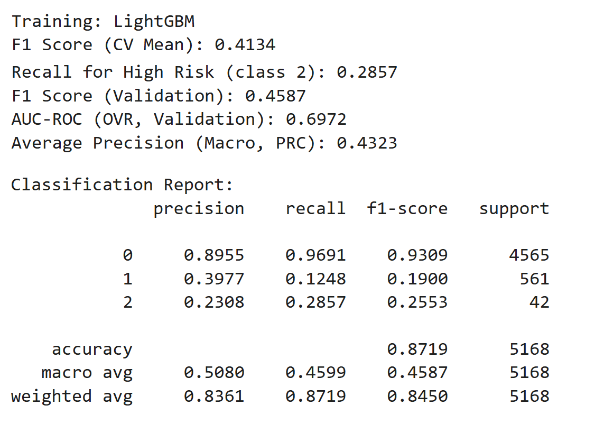 Training: LightGBM
F1 Score (CV Mean): 0.4134
Recall for High Risk (class 2): 0.2857
F1 Score (Validation): 0.4587
AUC-ROC (OVR, Validation): 0.6972
Average Precision (Macro, PRC): 0.4323
Classification Report:
precision recall f1-score support
0 0.8955 0.9691 0.9309 4565
1 0.3977 0.1248 0.1900 561
2 0.2308 0.2857 0.2553 42
accuracy 0.8719 5168
macro avg 0.5080 0.4599 0.4587 5168
weighted avg 0.8361 0.8719 0.8450 5168